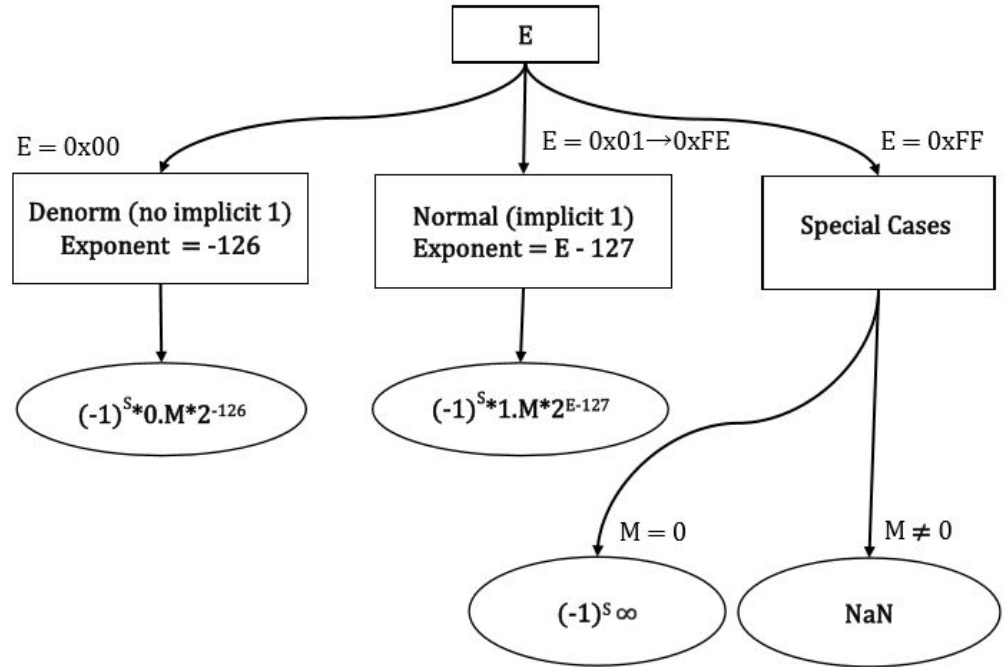 E
E = 0x00
E = 0x01→0xFE
E = 0xFF
Denorm (no implicit 1)
Exponent = -126
Normal (implicit 1)
Exponent = E - 127
Special Cases
(-1)^S*0.M*2^-126
(-1)^S*1.M*2^E-127
M = 0
M ≠ 0
(-1)^S ∞
NaN